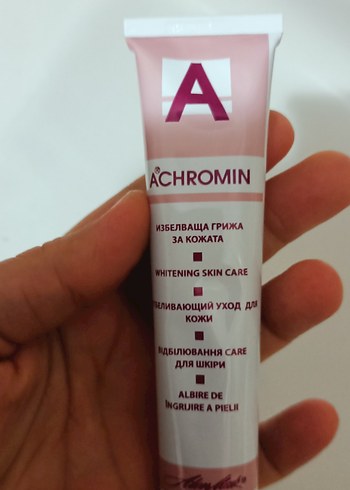 A
ACHROMIN®
ИЗБЕЛВАЩА ГРИЖА
ЗА КОЖАТА
WHITENING SKIN CARE
ТБЕЛИВАЮЩИЙ УХОД ДЛЯ
КОЖИ
ВІДБІЛЮВАННЯ CARE
ДЛЯ ШКІРИ
ALBIRE DE
ÎNGRIJIRE A PIELII